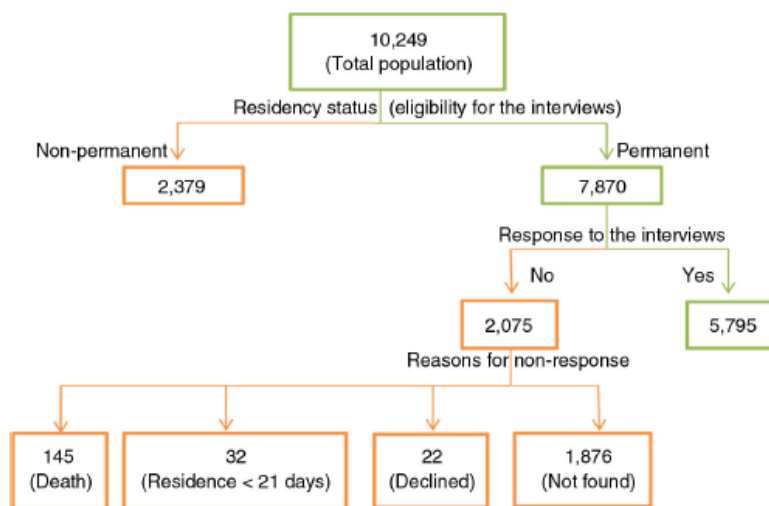 10,249
(Total population)
Residency status (eligibility for the interviews)
Non-permanent
Permanent
2,379
7,870
Response to the interviews
No
Yes
2,075
5,795
Reasons for non-response
145
(Death)
32
(Residence < 21 days)
22
(Declined)
1,876
(Not found)